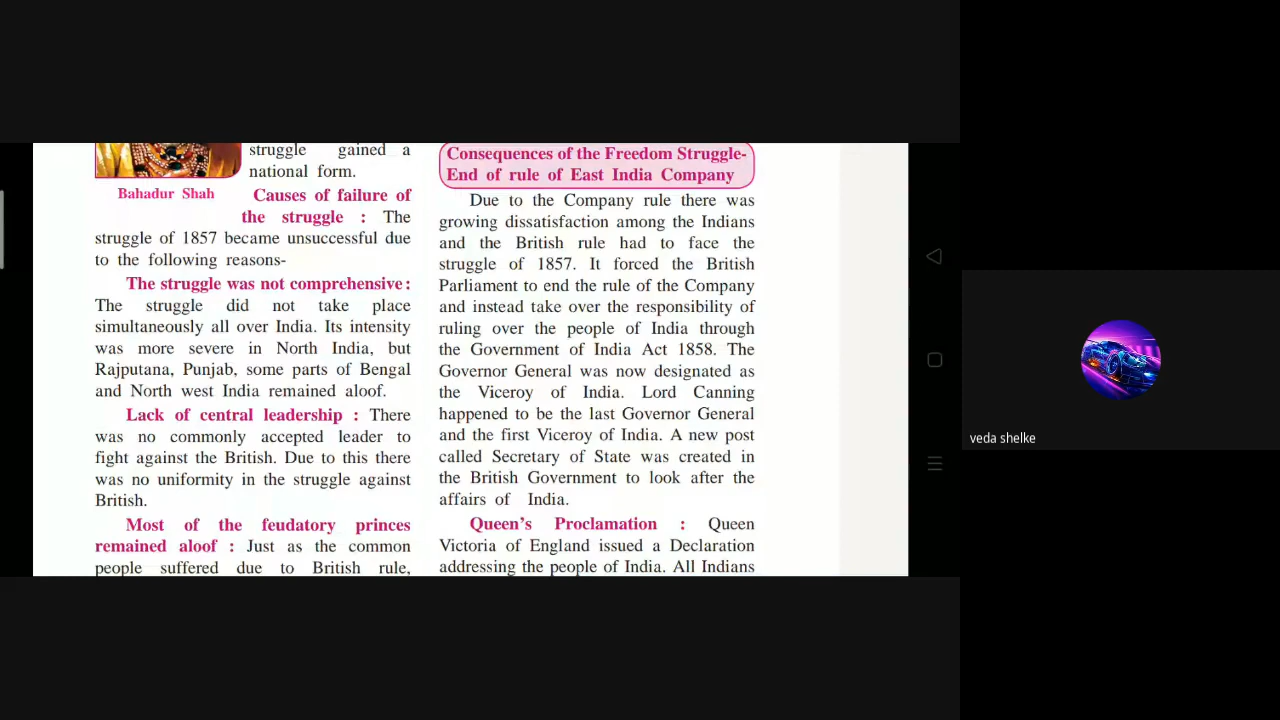 struggle gained a
national form.
Bahadur Shah
Causes of failure of
the struggle : The
struggle of 1857 became unsuccessful due
to the following reasons-
The struggle was not comprehensive:
The struggle did not take place
simultaneously all over India. Its intensity
was more severe in North India, but
Rajputana, Punjab, some parts of Bengal
and North west India remained aloof.
Lack of central leadership : There
was no commonly accepted leader to
fight against the British. Due to this there
was no uniformity in the struggle against
British.
Most of the feudatory princes
remained aloof : Just as the common
people suffered due to British rule,
Consequences of the Freedom Struggle-
End of rule of East India Company
Due to the Company rule there was
growing dissatisfaction among the Indians
and the British rule had to face the
struggle of 1857. It forced the British
Parliament to end the rule of the Company
and instead take over the responsibility of
ruling over the people of India through
the Government of India Act 1858. The
Governor General was now designated as
the Viceroy of India. Lord Canning
happened to be the last Governor General
and the first Viceroy of India. A new post
called Secretary of State was created in
the British Government to look after the
affairs of India.
Queen's Proclamation : Queen
Victoria of England issued a Declaration
addressing the people of India. All Indians
veda shelke